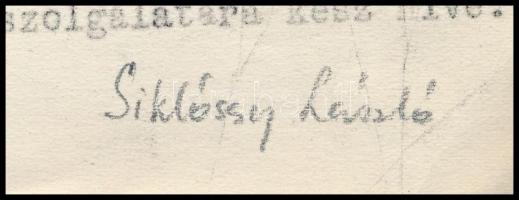 szolgálatára kész híve.
Siklóssy László